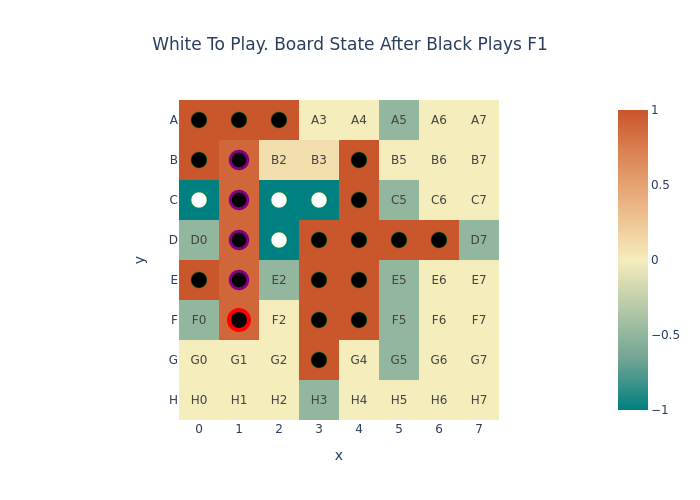 White To Play. Board State After Black Plays F1
A A3 A4 A5 A6 A7
B B2 B3 B5 B6 B7
C C5 C6 C7
D D0 D7
E E2 E5 E6 E7
F F0 F2 F5 F6 F7
G G0 G1 G2 G4 G5 G6 G7
H H0 H1 H2 H3 H4 H5 H6 H7
0 1 2 3 4 5 6 7
x
y
1
0.5
0
−0.5
−1